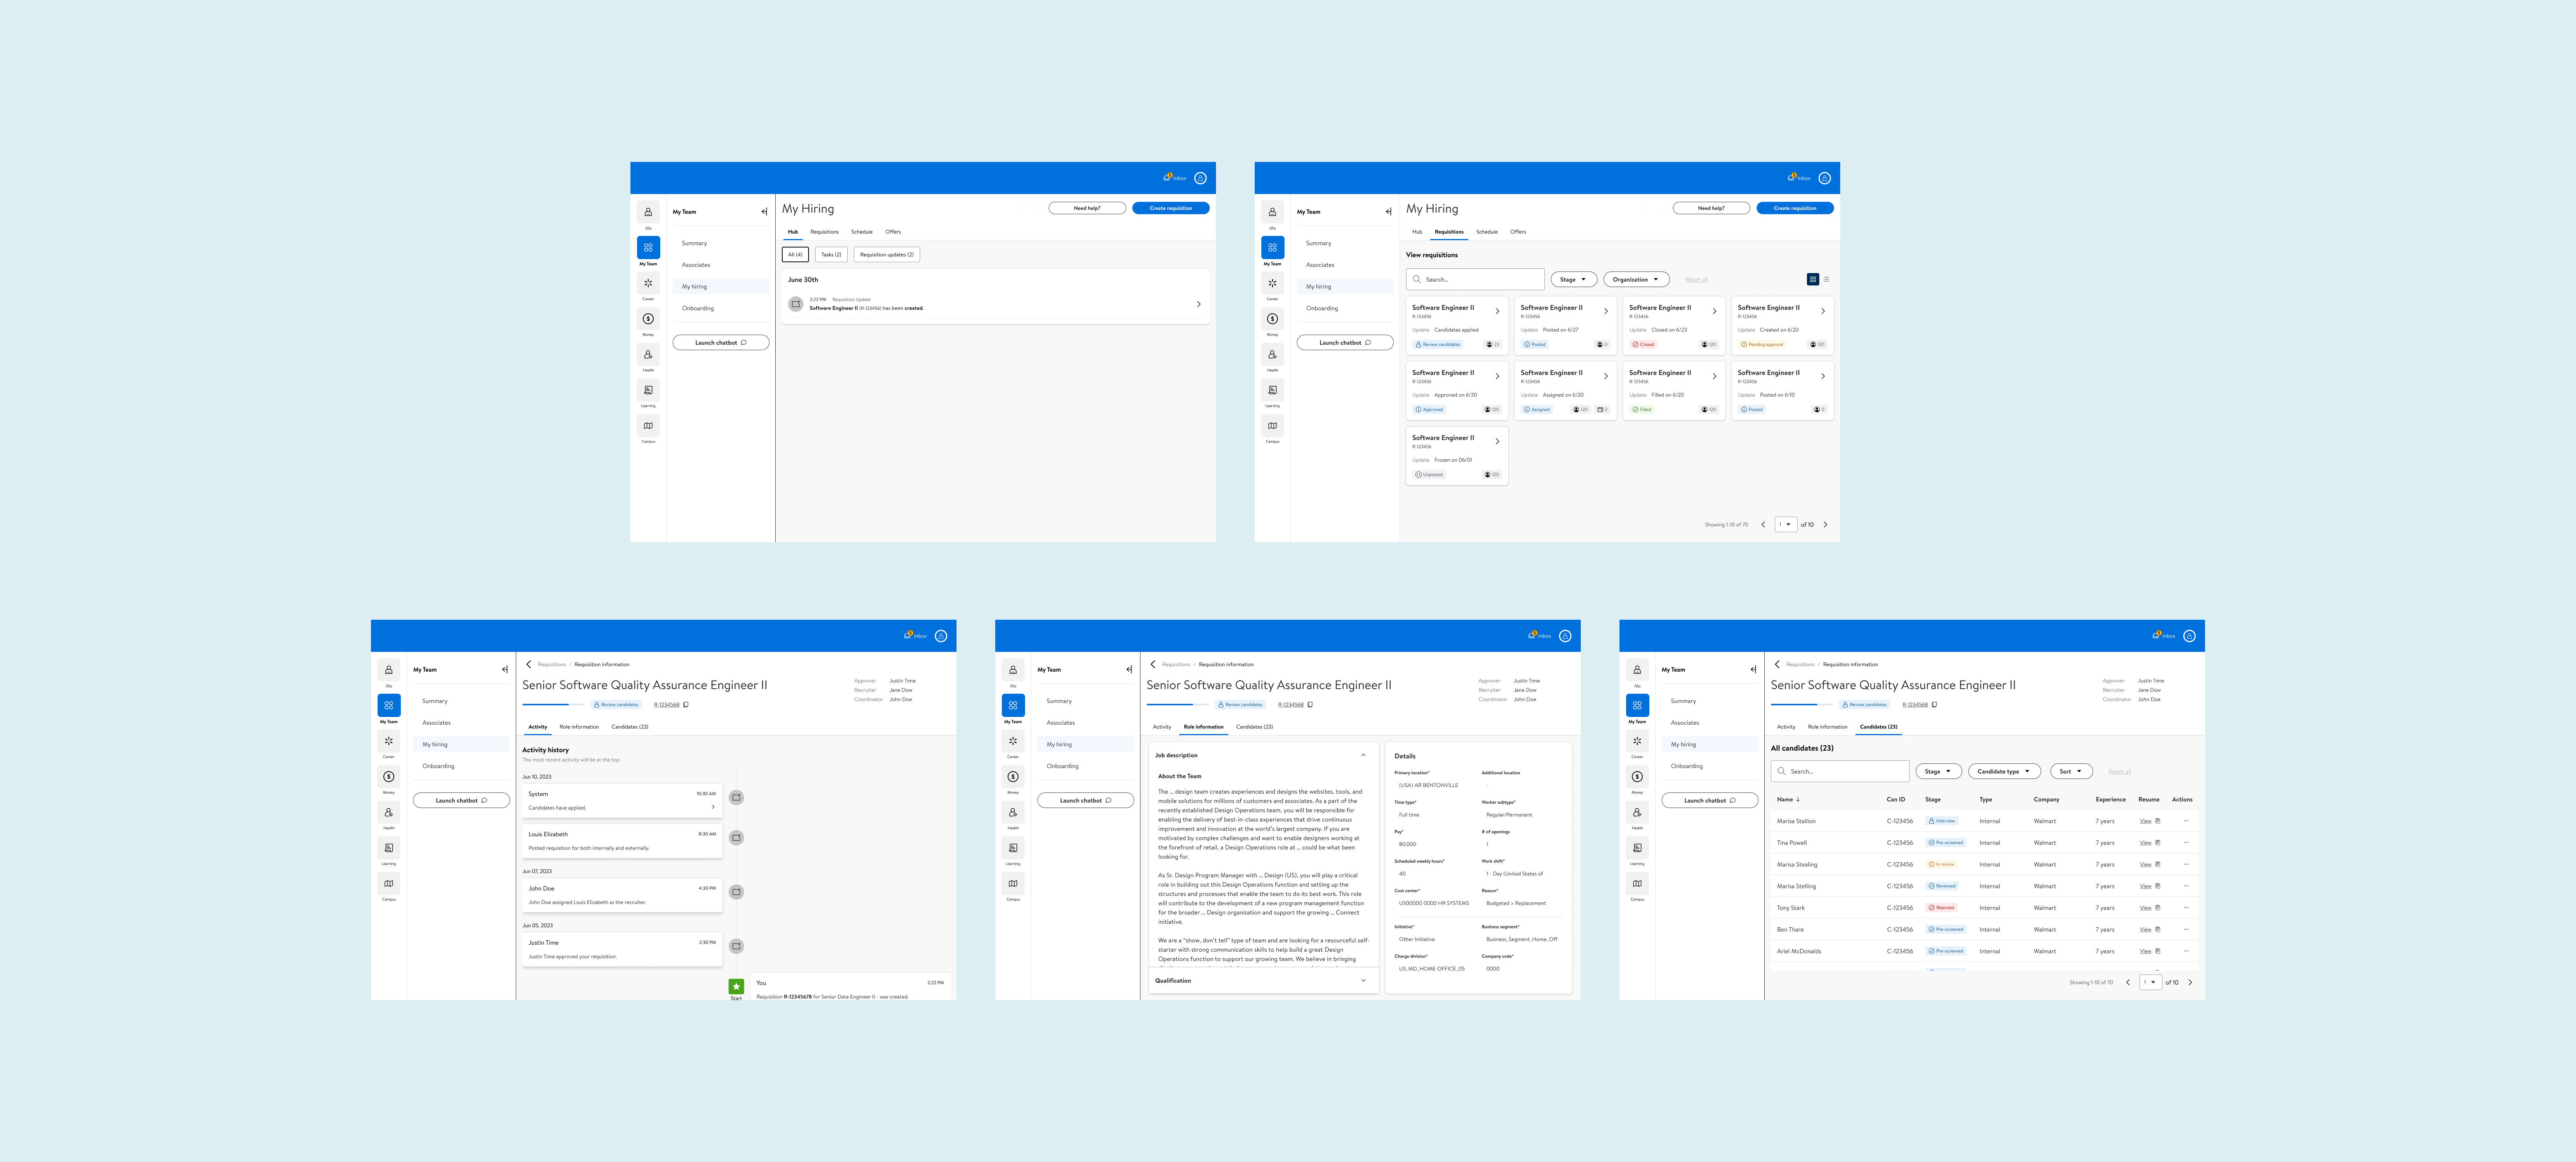 Inbox
My Team
Me
My Team
Career
Money
Health
Learning
Campus
Summary
Associates
My hiring
Onboarding
Launch chatbot
My Hiring
Need help?
Create requisition
Hub Requisitions Schedule Offers
All (4) Tasks (2) Requisition updates (2)
June 30th
2:22 PM Requisition Update
Software Engineer II (R-123456) has been created.
Inbox
My Team
Me
My Team
Career
Money
Health
Learning
Campus
Summary
Associates
My hiring
Onboarding
Launch chatbot
My Hiring
Need help?
Create requisition
Hub Requisitions Schedule Offers
View requisitions
Search... Stage Organization Reset all
Software Engineer II
R-123456
Update Candidates applied
Review candidates 23
Software Engineer II
R-123456
Update Posted on 6/27
Posted 0
Software Engineer II
R-123456
Update Closed on 6/23
Closed 120
Software Engineer II
R-123456
Update Created on 6/20
Pending approval 120
Software Engineer II
R-123456
Update Approved on 6/20
Approved 120
Software Engineer II
R-123456
Update Assigned on 6/20
Assigned 120 2
Software Engineer II
R-123456
Update Filled on 6/20
Filled 120
Software Engineer II
R-123456
Update Posted on 6/10
Posted 0
Software Engineer II
R-123456
Update Frozen on 06/01
Unposted 120
Showing 1-10 of 70 1 of 10
Inbox
My Team
Me
My Team
Career
Money
Health
Learning
Campus
Summary
Associates
My hiring
Onboarding
Launch chatbot
Requisitions / Requisition information
Senior Software Quality Assurance Engineer II
Review candidates R-1234568
Approver Justin Time
Recruiter Jane Dow
Coordinator John Doe
Activity Role information Candidates (23)
Activity history
The most recent activity will be at the top
Jun 10, 2023
System 10:30 AM
Candidates have applied.
Louis Elizabeth 8:30 AM
Posted requisition for both internally and externally.
Jun 07, 2023
John Doe 4:30 PM
John Doe assigned Louis Elizabeth as the recruiter.
Jun 05, 2023
Justin Time 2:30 PM
Justin Time approved your requisition.
Start
You 2:22 PM
Requisition R-12345678 for Senior Data Engineer II - was created.
Inbox
My Team
Me
My Team
Career
Money
Health
Learning
Campus
Summary
Associates
My hiring
Onboarding
Launch chatbot
Requisitions / Requisition information
Senior Software Quality Assurance Engineer II
Review candidates R-1234568
Approver Justin Time
Recruiter Jane Dow
Coordinator John Doe
Activity Role information Candidates (23)
Job description
About the Team
The ... design team creates experiences and designs the websites, tools, and
mobile solutions for millions of customers and associates. As a part of the
recently established Design Operations team, you will be responsible for
enabling the delivery of best-in-class experiences that drive continuous
improvement and innovation at the world's largest company. If you are
motivated by complex challenges and want to enable designers working at
the forefront of retail, a Design Operations role at ... could be what been
looking for.
As Sr. Design Program Manager with ... Design (US), you will play a critical
role in building out this Design Operations function and setting up the
structures and processes that enable the team to do its best work. This role
will contribute to the development of a new program management function
for the broader ... Design organization and support the growing ... Connect
initiative.
We are a "show, don't tell" type of team and are looking for a resourceful self-
starter with strong communication skills to help build a great Design
Operations function to support our growing team. We believe in bringing
Qualification
Details
Primary location* Additional location
(USA) AR BENTONVILLE -
Time type* Worker subtype*
Full time Regular/Permanent
Pay* # of openings
80,000 1
Scheduled weekly hours* Work shift*
40 1 - Day (United States of
Cost center* Reason*
US00000 0000 HR SYSTEMS Budgeted > Replacement
Initiative* Business segment*
Other Initiative Business_Segment_Home_Off
Charge division* Company code*
US_MD_HOME OFFICE_05 0000
Inbox
My Team
Me
My Team
Career
Money
Health
Learning
Campus
Summary
Associates
My hiring
Onboarding
Launch chatbot
Requisitions / Requisition information
Senior Software Quality Assurance Engineer II
Review candidates R-1234568
Approver Justin Time
Recruiter Jane Dow
Coordinator John Doe
Activity Role information Candidates (23)
All candidates (23)
Search... Stage Candidate type Sort Reset all
Name Can ID Stage Type Company Experience Resume Actions
Marisa Stallion C-123456 Interview Internal Walmart 7 years View
Tina Powell C-123456 Pre-screened Internal Walmart 7 years View
Marisa Stealing C-123456 In review Internal Walmart 7 years View
Marisa Stelling C-123456 Reviewed Internal Walmart 7 years View
Tony Stark C-123456 Rejected Internal Walmart 7 years View
Ben Thare C-123456 Pre-screened Internal Walmart 7 years View
Ariel McDonalds C-123456 Pre-screened Internal Walmart 7 years View
Showing 1-10 of 70 1 of 10